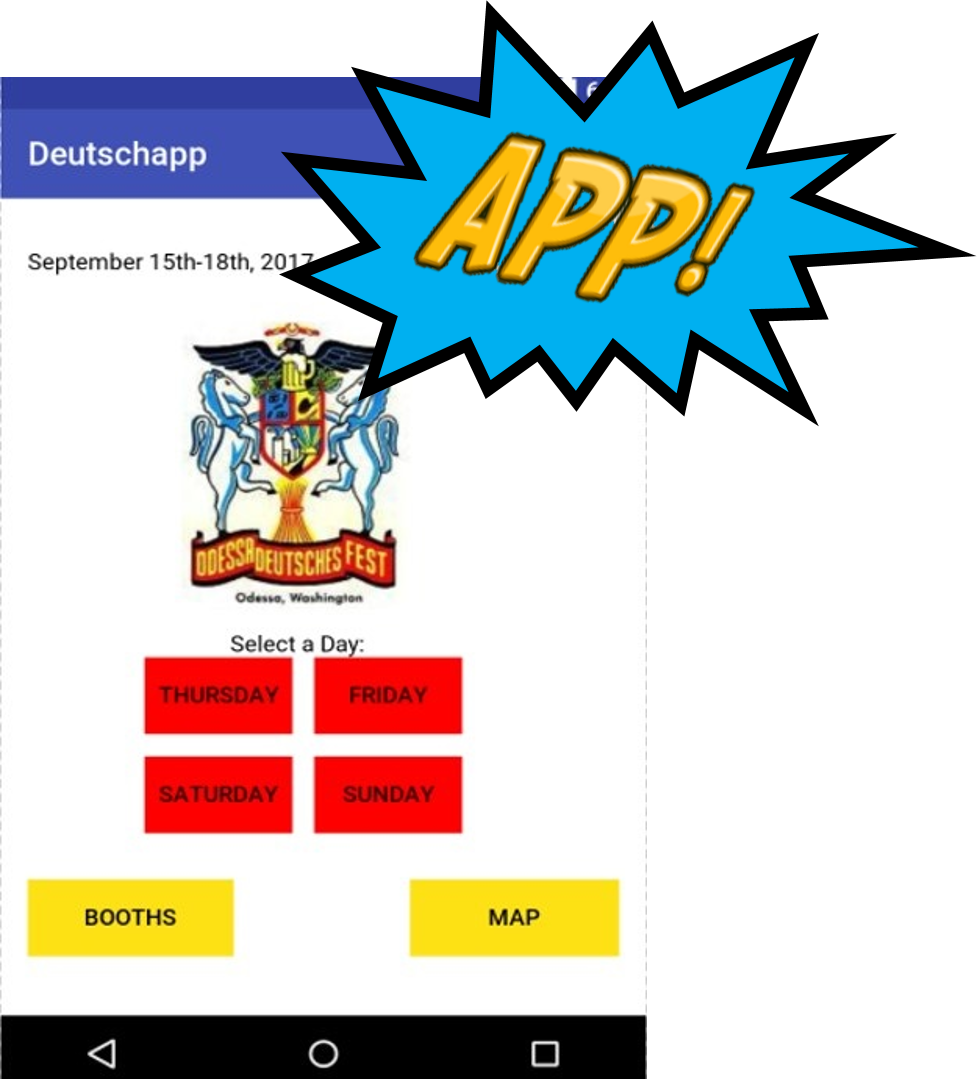 Deutschapp
APP!
September 15th-18th, 2017
ODESSA DEUTSCHES FEST
Odessa, Washington
Select a Day:
THURSDAY FRIDAY
SATURDAY SUNDAY
BOOTHS MAP